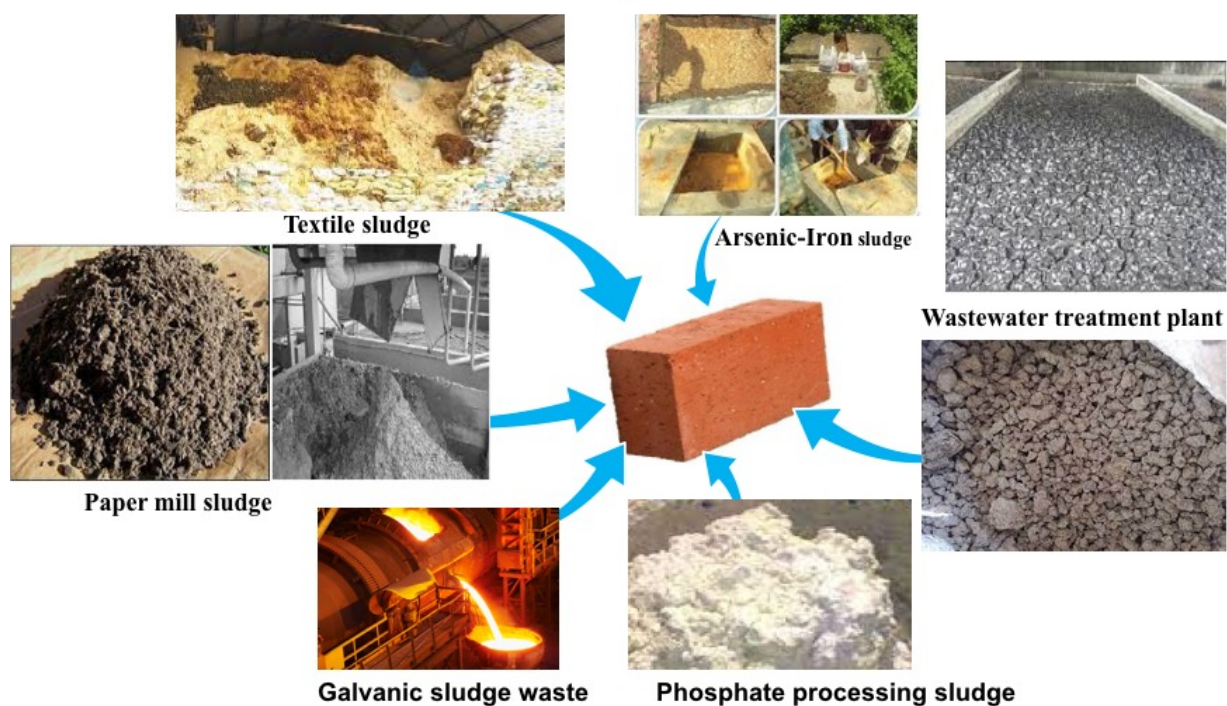 Textile sludge
Arsenic-Iron sludge
Wastewater treatment plant
Paper mill sludge
Galvanic sludge waste
Phosphate processing sludge